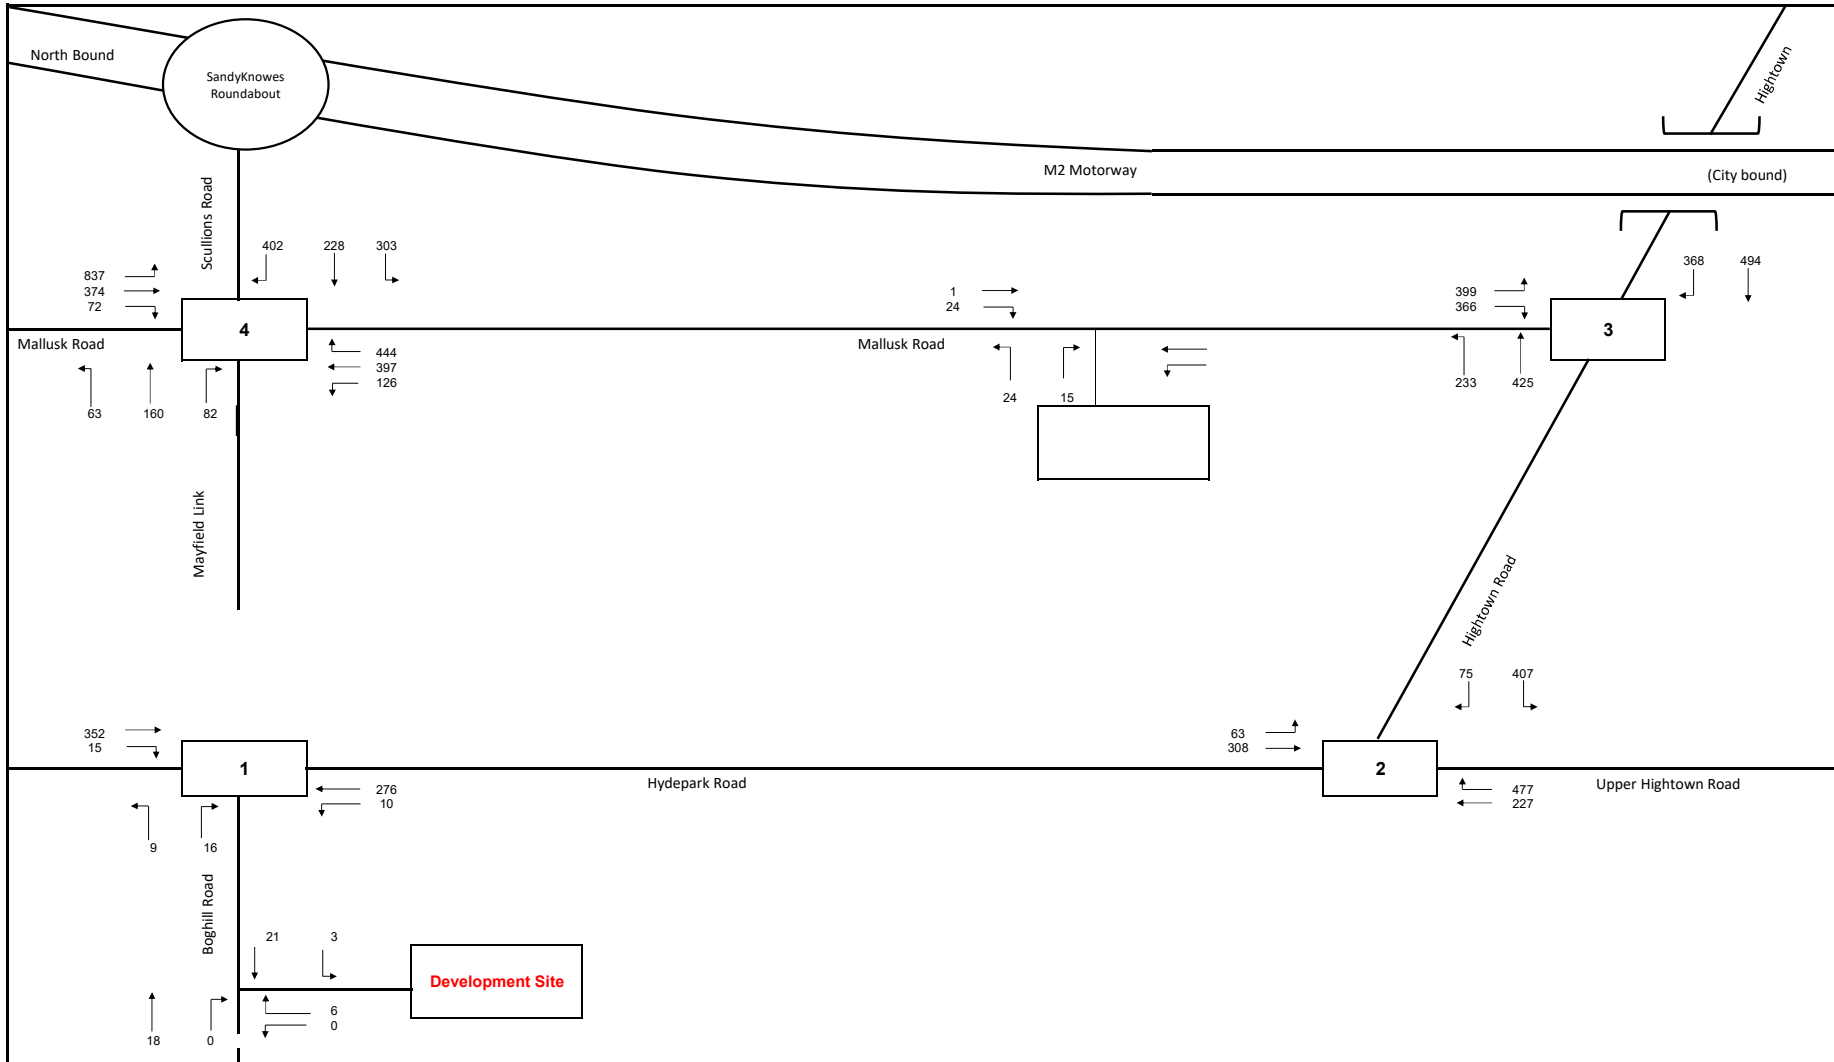 North Bound
SandyKnowes
Roundabout
Hightown
M2 Motorway
(City bound)
Scullions Road
402
228
303
837
374
72
4
Mallusk Road
444
397
126
63
160
82
1
24
Mallusk Road
24
15
399
366
368
494
3
233
425
Mayfield Link
Hightown Road
75
407
352
15
1
276
10
Hydepark Road
63
308
2
477
227
Upper Hightown Road
9
16
Boghill Road
21
3
Development Site
6
0
18
0